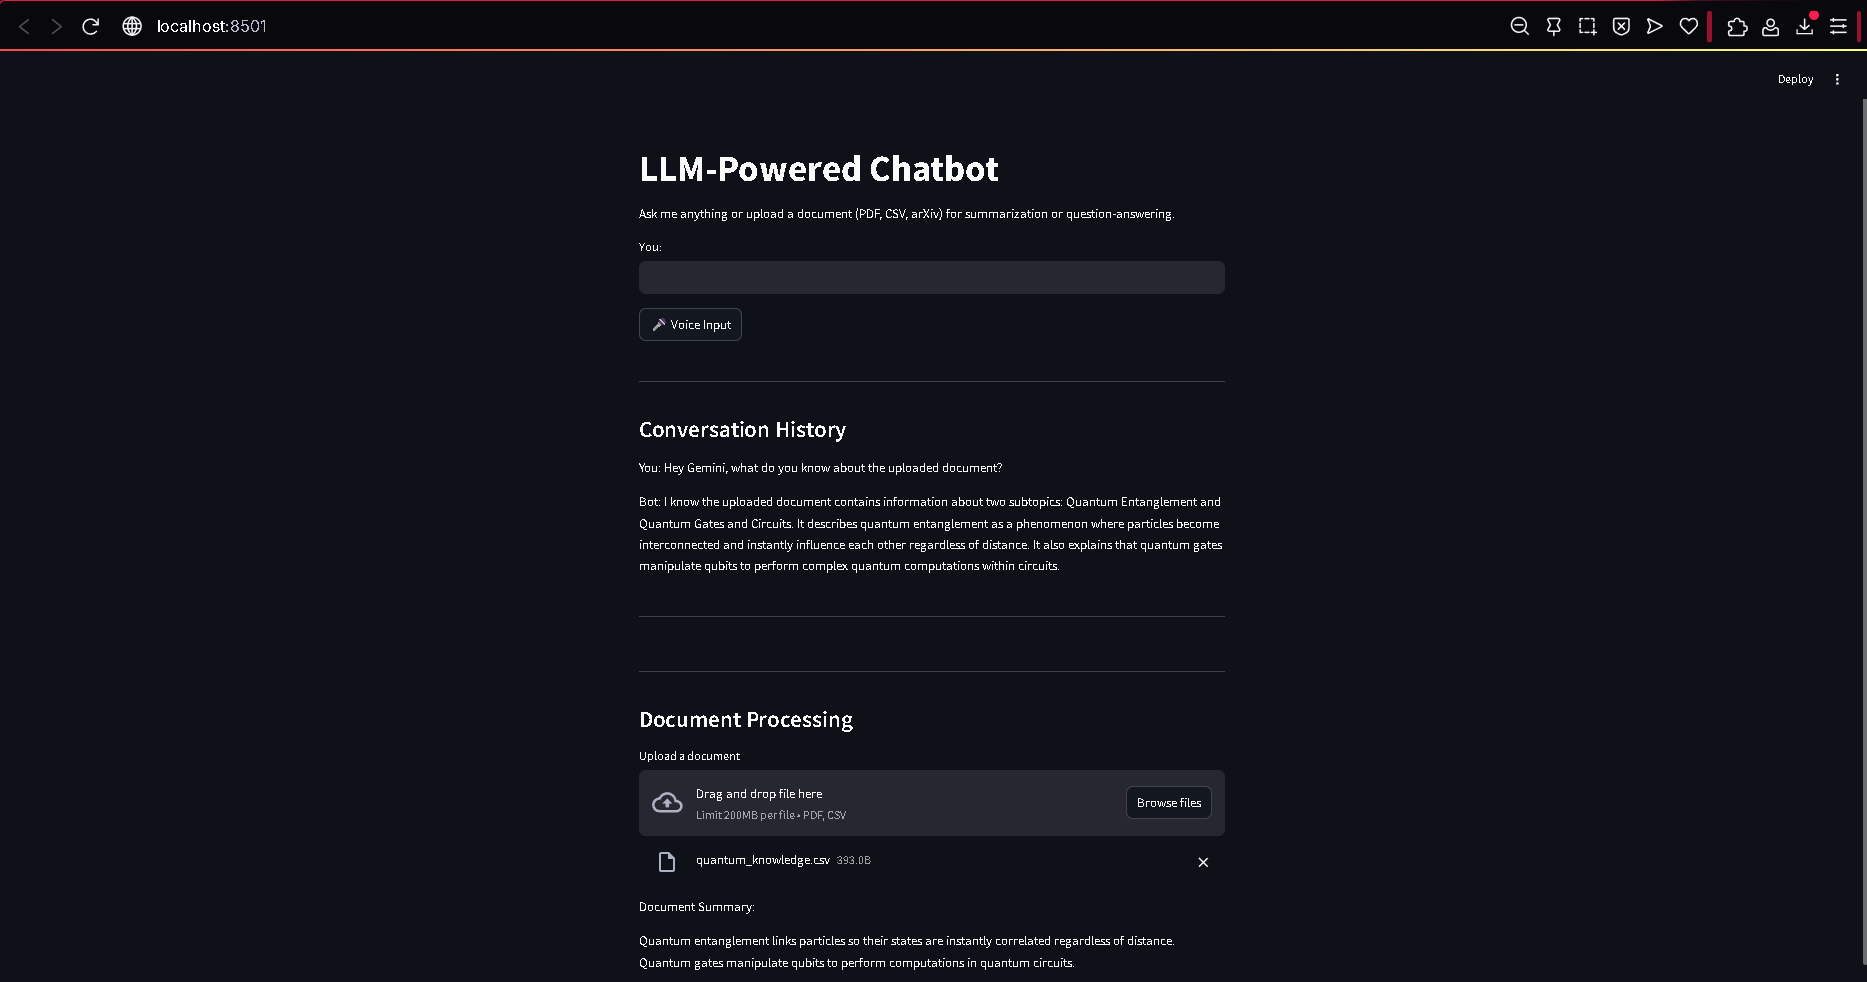 localhost:8501
Deploy
LLM-Powered Chatbot
Ask me anything or upload a document (PDF, CSV, arXiv) for summarization or question-answering.
You:
Voice Input
Conversation History
You: Hey Gemini, what do you know about the uploaded document?
Bot: I know the uploaded document contains information about two subtopics: Quantum Entanglement and
Quantum Gates and Circuits. It describes quantum entanglement as a phenomenon where particles become
interconnected and instantly influence each other regardless of distance. It also explains that quantum gates
manipulate qubits to perform complex quantum computations within circuits.
Document Processing
Upload a document
Drag and drop file here
Limit 200MB per file • PDF, CSV
Browse files
quantum_knowledge.csv 393.0B
Document Summary:
Quantum entanglement links particles so their states are instantly correlated regardless of distance.
Quantum gates manipulate qubits to perform computations in quantum circuits.